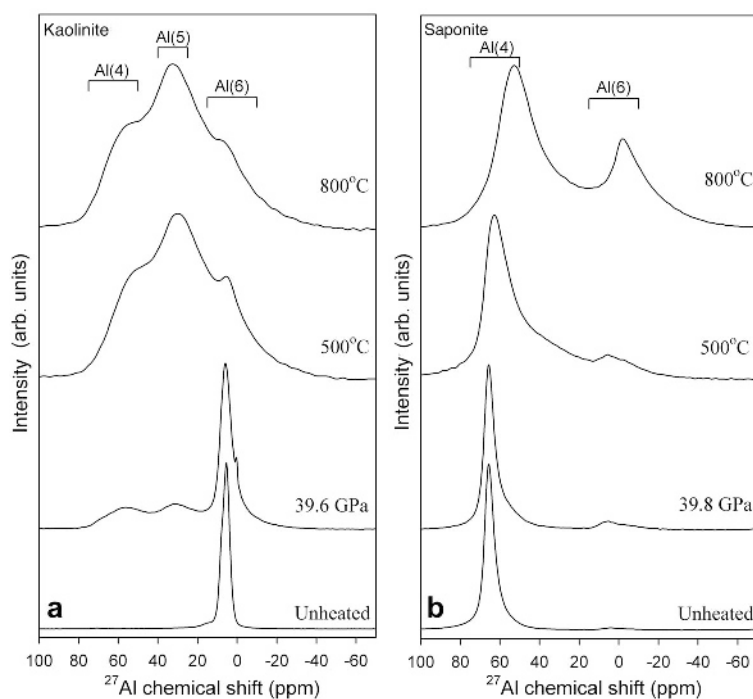 Kaolinite
Al(4)
Al(5)
Al(6)
800°C
500°C
39.6 GPa
a
Unheated
Intensity (arb. units)
100 80 60 40 20 0 -20 -40 -60
27Al chemical shift (ppm)
Saponite
Al(4)
Al(6)
800°C
500°C
39.8 GPa
b
Unheated
Intensity (arb. units)
100 80 60 40 20 0 -20 -40 -60
27Al chemical shift (ppm)